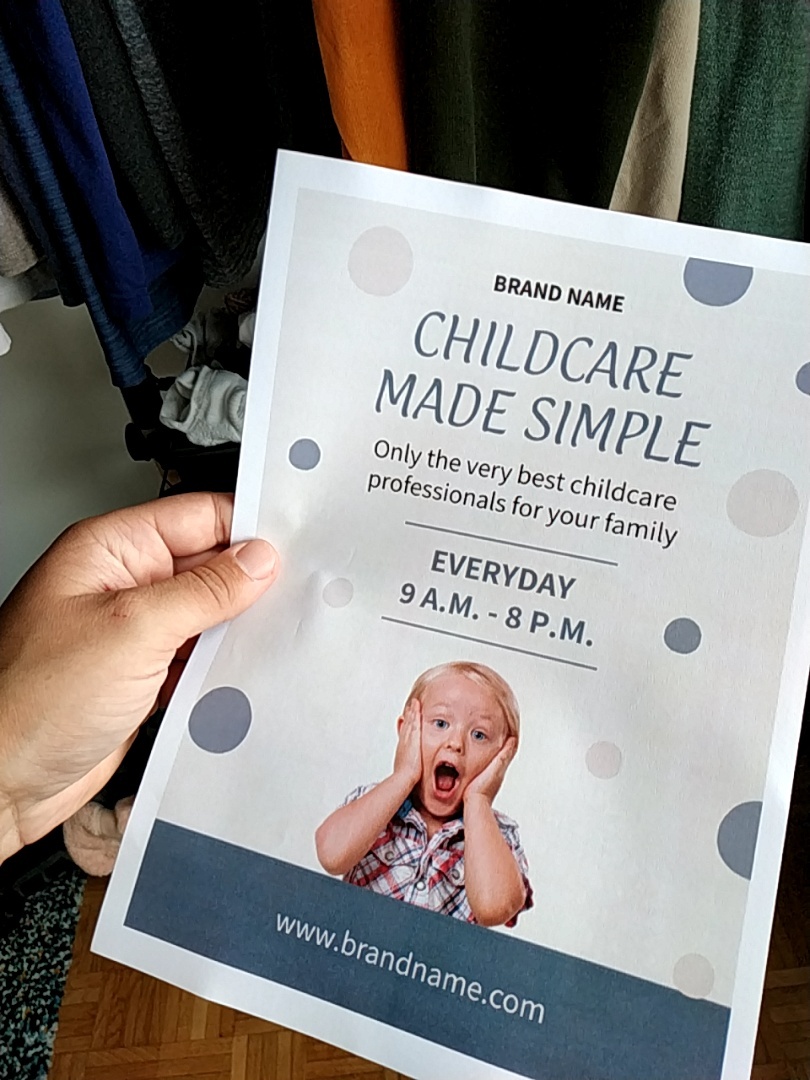 BRAND NAME
CHILDCARE
MADE SIMPLE
Only the very best childcare
professionals for your family
EVERYDAY
9 A.M. - 8 P.M.
www.brandname.com